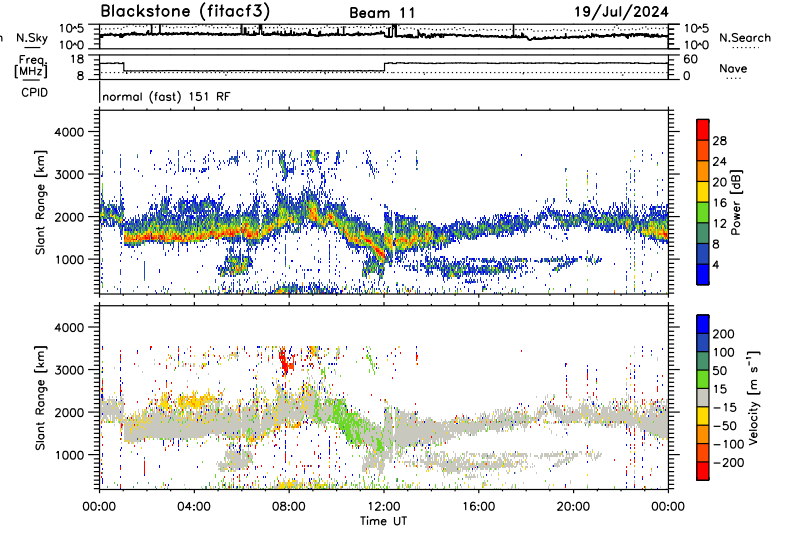 Blackstone (fitacf3) Beam 11 19/Jul/2024
N.Sky 10^5 10^0 10^5 10^0 N.Search
Freq. [MHz] 18 8 60 0 Nave
CPID normal (fast) 151 RF
Slant Range [km] 4000 3000 2000 1000
28 24 20 16 12 8 4 Power [dB]
Slant Range [km] 4000 3000 2000 1000
200 100 50 15 −15 −50 −100 −200 Velocity [m s⁻¹]
00:00 04:00 08:00 12:00 16:00 20:00 00:00
Time UT